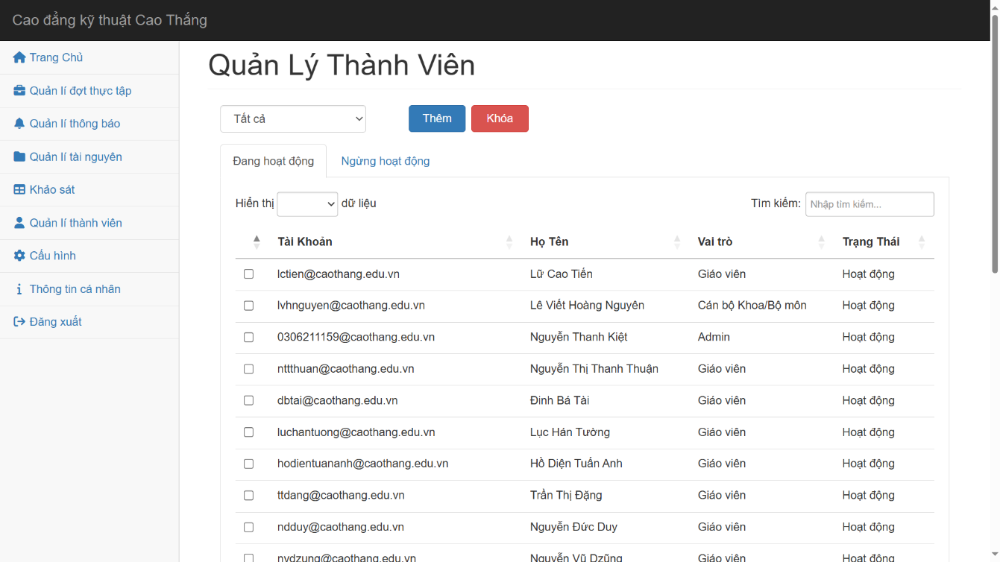 Cao đẳng kỹ thuật Cao Thắng
Trang Chủ
Quản lí đợt thực tập
Quản lí thông báo
Quản lí tài nguyên
Khảo sát
Quản lí thành viên
Cấu hình
Thông tin cá nhân
Đăng xuất
Quản Lý Thành Viên
Tất cả
Thêm
Khóa
Đang hoạt động
Ngừng hoạt động
Hiển thị dữ liệu
Tìm kiếm: Nhập tìm kiếm...
Tài Khoản Họ Tên Vai trò Trạng Thái
lctien@caothang.edu.vn Lữ Cao Tiến Giáo viên Hoạt động
lvhnguyen@caothang.edu.vn Lê Viết Hoàng Nguyên Cán bộ Khoa/Bộ môn Hoạt động
0306211159@caothang.edu.vn Nguyễn Thanh Kiệt Admin Hoạt động
nttthuan@caothang.edu.vn Nguyễn Thị Thanh Thuận Giáo viên Hoạt động
dbtai@caothang.edu.vn Đinh Bá Tài Giáo viên Hoạt động
luchantuong@caothang.edu.vn Lục Hán Tường Giáo viên Hoạt động
hodientuananh@caothang.edu.vn Hồ Diện Tuấn Anh Giáo viên Hoạt động
ttdang@caothang.edu.vn Trần Thị Đặng Giáo viên Hoạt động
ndduy@caothang.edu.vn Nguyễn Đức Duy Giáo viên Hoạt động
nvdzung@caothang.edu.vn Nguyễn Vũ Dzũng Giáo viên Hoạt động